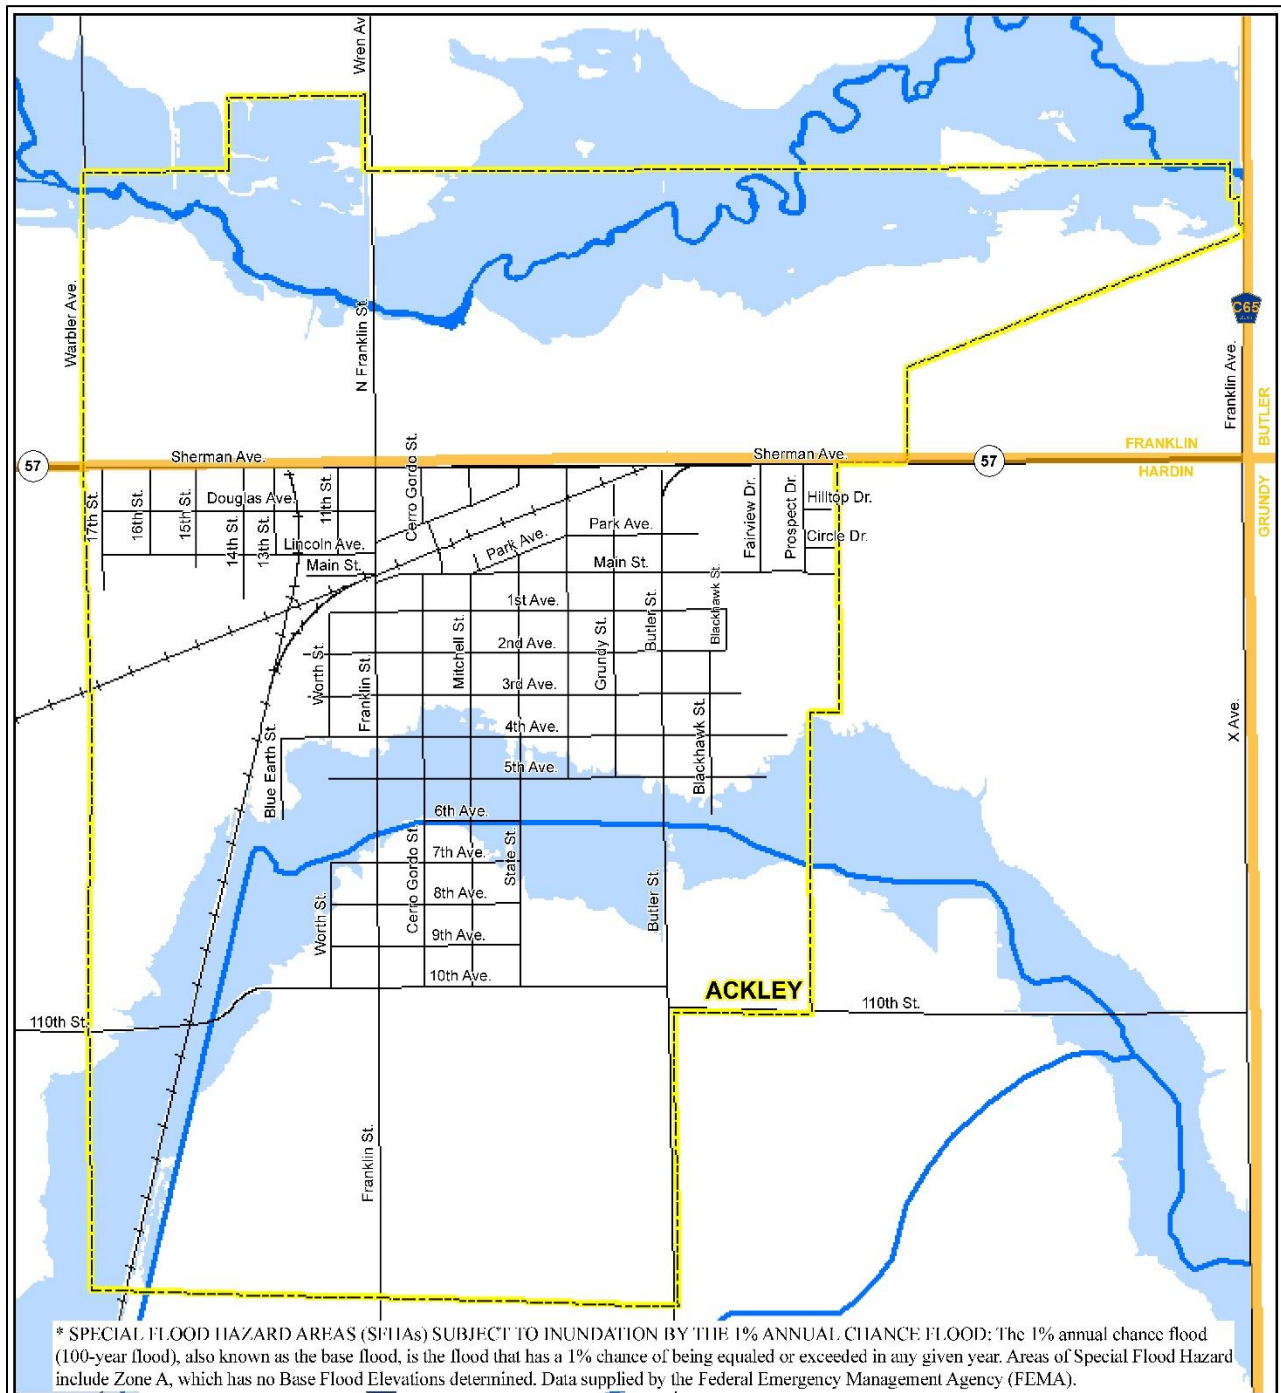 Wren Av
Warbler Ave.
N Franklin St.
C65
Franklin Ave.
BUTLER
FRANKLIN
HARDIN
GRUNDY
57
Sherman Ave.
Cerro Gordo St.
Sherman Ave.
57
17th St.
16th St.
15th St.
Douglas Ave.
14th St.
13th St.
11th St.
Lincoln Ave.
Main St.
Park Ave.
Park Ave.
Main St.
Fairview Dr.
Prospect Dr.
Hilltop Dr.
Circle Dr.
1st Ave.
2nd Ave.
3rd Ave.
4th Ave.
5th Ave.
Worth St.
Franklin St.
Mitchell St.
Grundy St.
Butler St.
Blackhawk St.
Blackhawk St.
Blue Earth St.
X Ave.
6th Ave.
7th Ave.
8th Ave.
9th Ave.
10th Ave.
Worth St.
Cerro Gordo St.
State St.
Butler St.
ACKLEY
110th St.
110th St.
Franklin St.
* SPECIAL FLOOD HAZARD AREAS (SFHAs) SUBJECT TO INUNDATION BY THE 1% ANNUAL CHANCE FLOOD: The 1% annual chance flood
(100-year flood), also known as the base flood, is the flood that has a 1% chance of being equaled or exceeded in any given year. Areas of Special Flood Hazard
include Zone A, which has no Base Flood Elevations determined. Data supplied by the Federal Emergency Management Agency (FEMA).